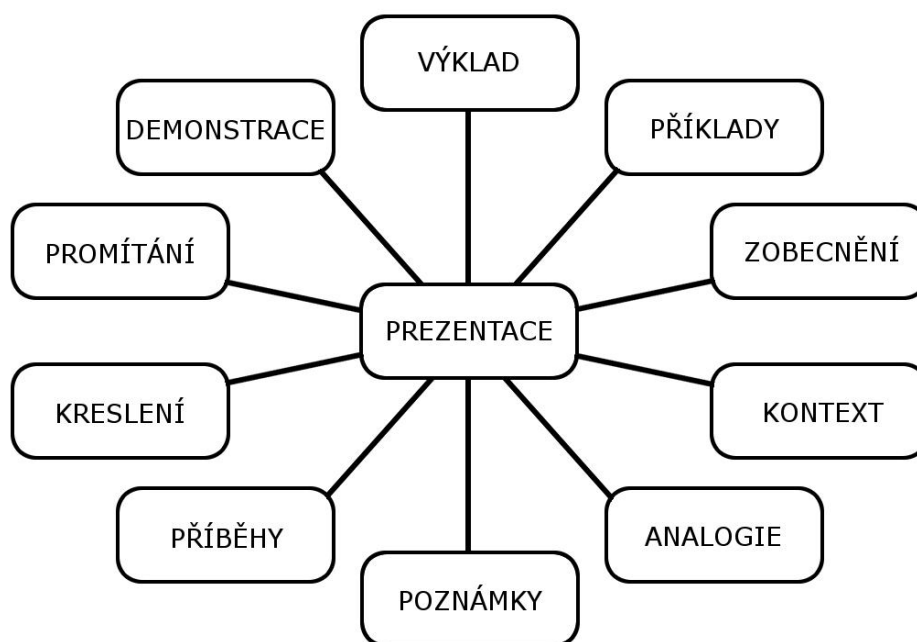 VÝKLAD
DEMONSTRACE
PŘÍKLADY
PROMÍTÁNÍ
ZOBECNĚNÍ
PREZENTACE
KRESLENÍ
KONTEXT
PŘÍBĚHY
ANALOGIE
POZNÁMKY